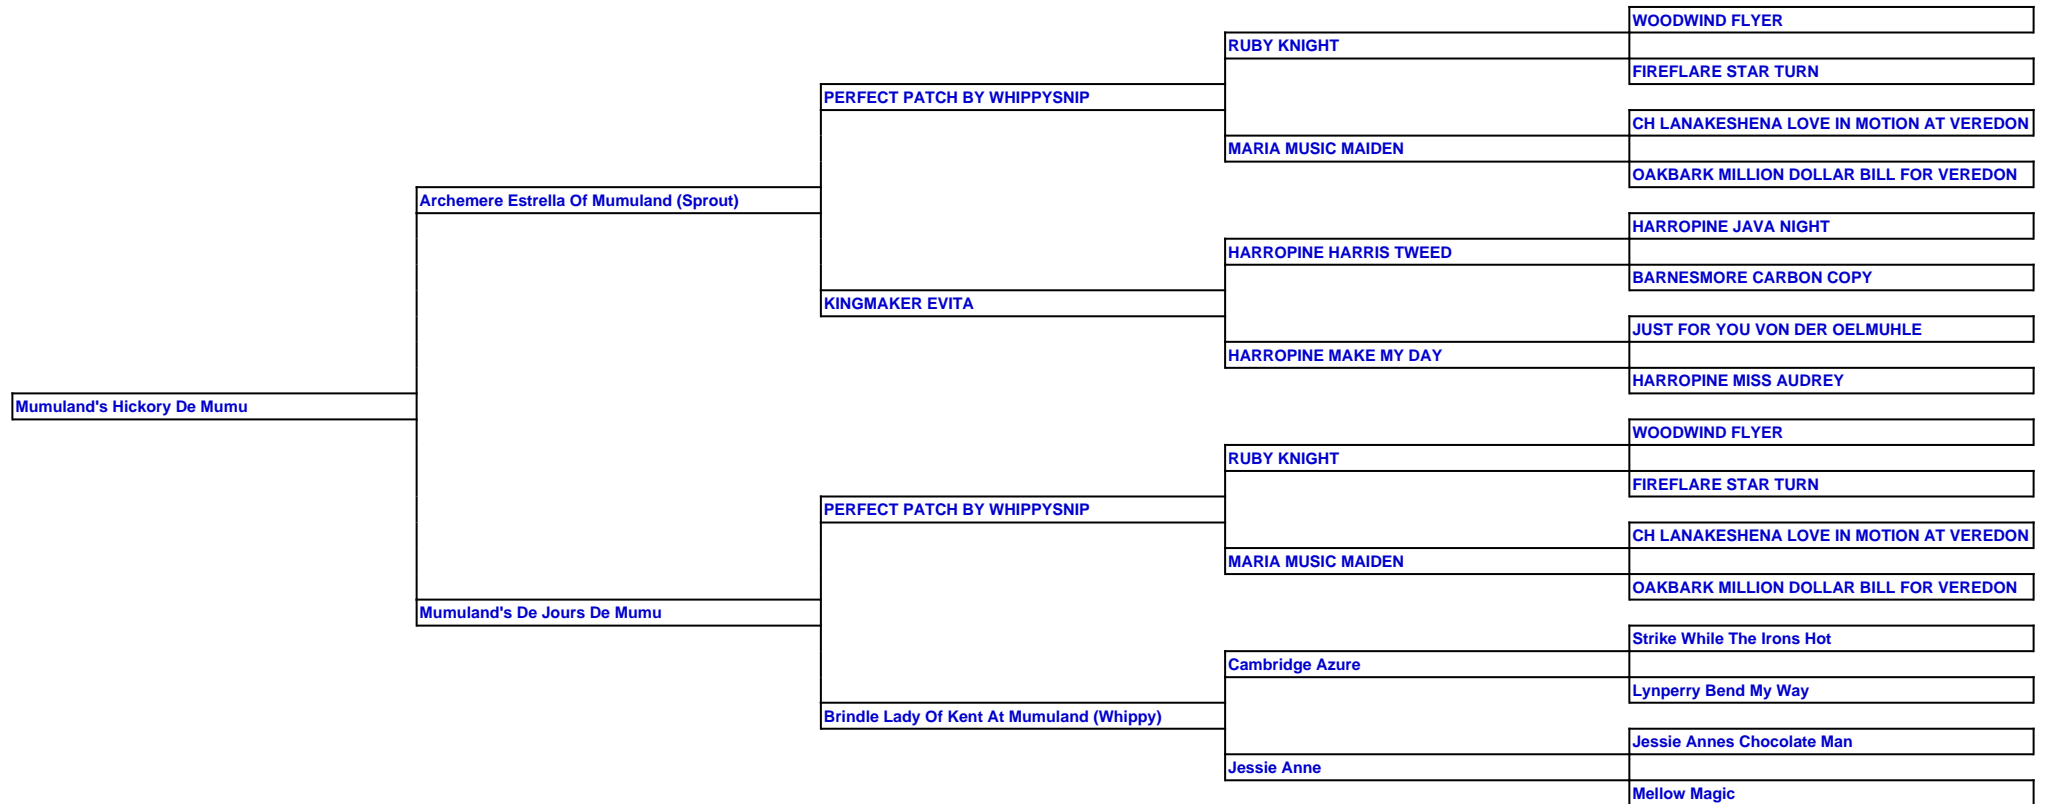 WOODWIND FLYER
RUBY KNIGHT
FIREFLARE STAR TURN
PERFECT PATCH BY WHIPPYSNIP
CH LANAKESHENA LOVE IN MOTION AT VEREDON
MARIA MUSIC MAIDEN
OAKBARK MILLION DOLLAR BILL FOR VEREDON
Archemere Estrella Of Mumuland (Sprout)
HARROPINE JAVA NIGHT
HARROPINE HARRIS TWEED
BARNESMORE CARBON COPY
KINGMAKER EVITA
JUST FOR YOU VON DER OELMUHLE
HARROPINE MAKE MY DAY
HARROPINE MISS AUDREY
Mumuland's Hickory De Mumu
WOODWIND FLYER
RUBY KNIGHT
FIREFLARE STAR TURN
PERFECT PATCH BY WHIPPYSNIP
CH LANAKESHENA LOVE IN MOTION AT VEREDON
MARIA MUSIC MAIDEN
OAKBARK MILLION DOLLAR BILL FOR VEREDON
Mumuland's De Jours De Mumu
Strike While The Irons Hot
Cambridge Azure
Lynperry Bend My Way
Brindle Lady Of Kent At Mumuland (Whippy)
Jessie Annes Chocolate Man
Jessie Anne
Mellow Magic